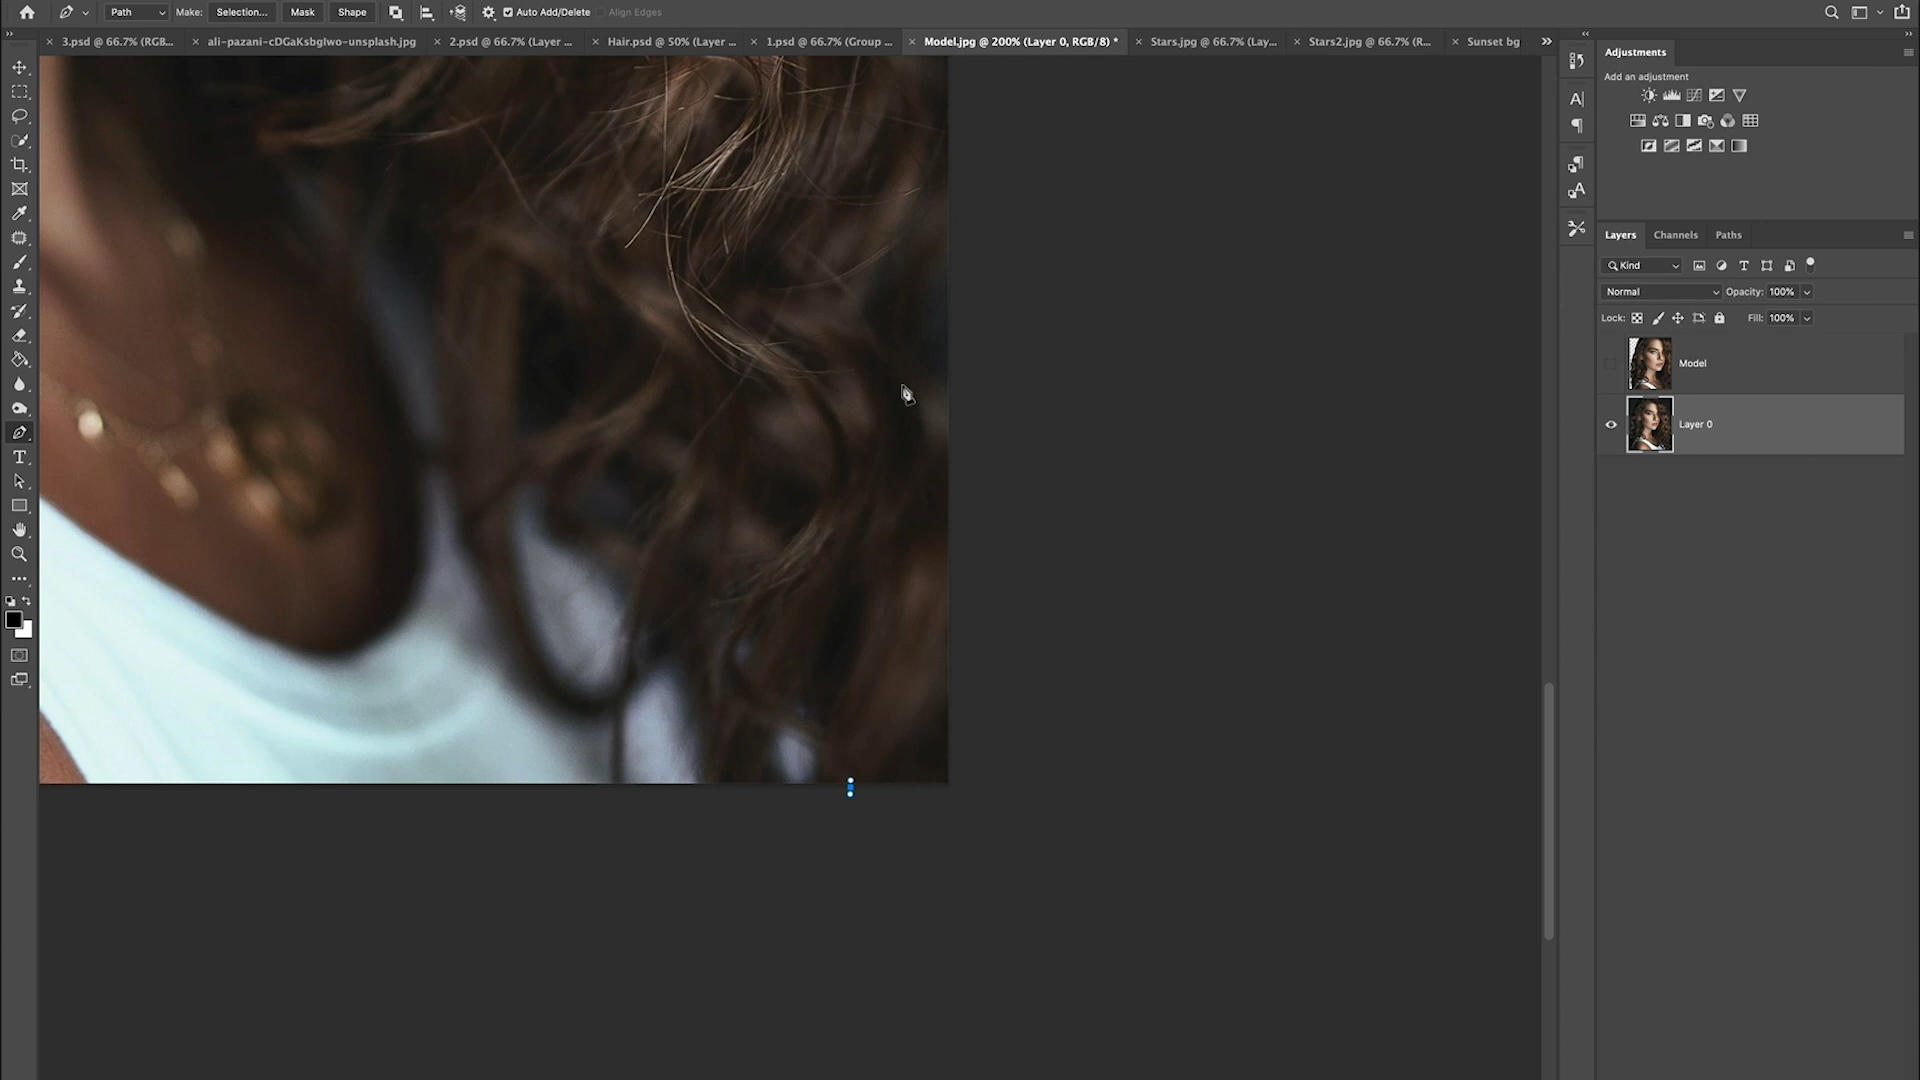 Path
Make:
Selection...
Mask
Shape
Auto Add/Delete
Align Edges
3.psd @ 66.7% (RGB...
ali-pazani-cDGaKsbglwo-unsplash.jpg
2.psd @ 66.7% (Layer ...
Hair.psd @ 50% (Layer ...
1.psd @ 66.7% (Group ...
Model.jpg @ 200% (Layer 0, RGB/8) *
Stars.jpg @ 66.7% (Lay...
Stars2.jpg @ 66.7% (R...
Sunset bg
Adjustments
Add an adjustment
Layers
Channels
Paths
Kind
Normal
Opacity: 100%
Lock:
Fill: 100%
Model
Layer 0